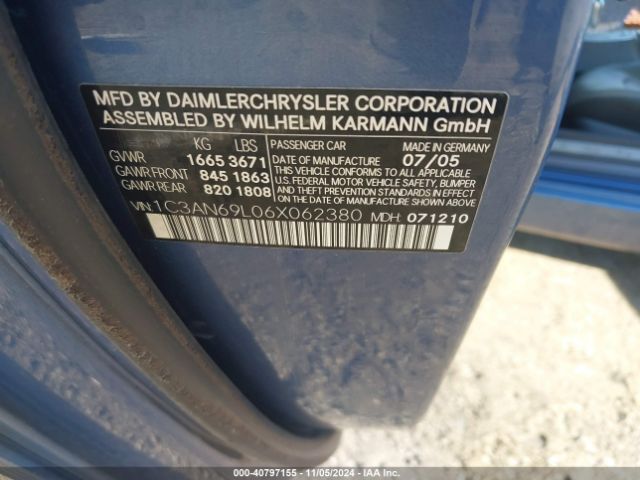 MFD BY DAIMLERCHRYSLER CORPORATION
ASSEMBLED BY WILHELM KARMANN GmbH
KG LBS PASSENGER CAR MADE IN GERMANY
GVWR 1665 3671 DATE OF MANUFACTURE 07/05
GAWR.FRONT 845 1863 THIS VEHICLE CONFORMS TO ALL APPLICABLE
GAWR.REAR 820 1808 U.S. FEDERAL MOTOR VEHICLE SAFETY, BUMPER
AND THEFT PREVENTION STANDARDS IN
EFFECT ON THE DATE OF MANUFACTURE SHOWN ABOVE
VIN: 1C3AN69L06X062380 MDH: 071210
000-40797155 - 11/05/2024 - IAA Inc.